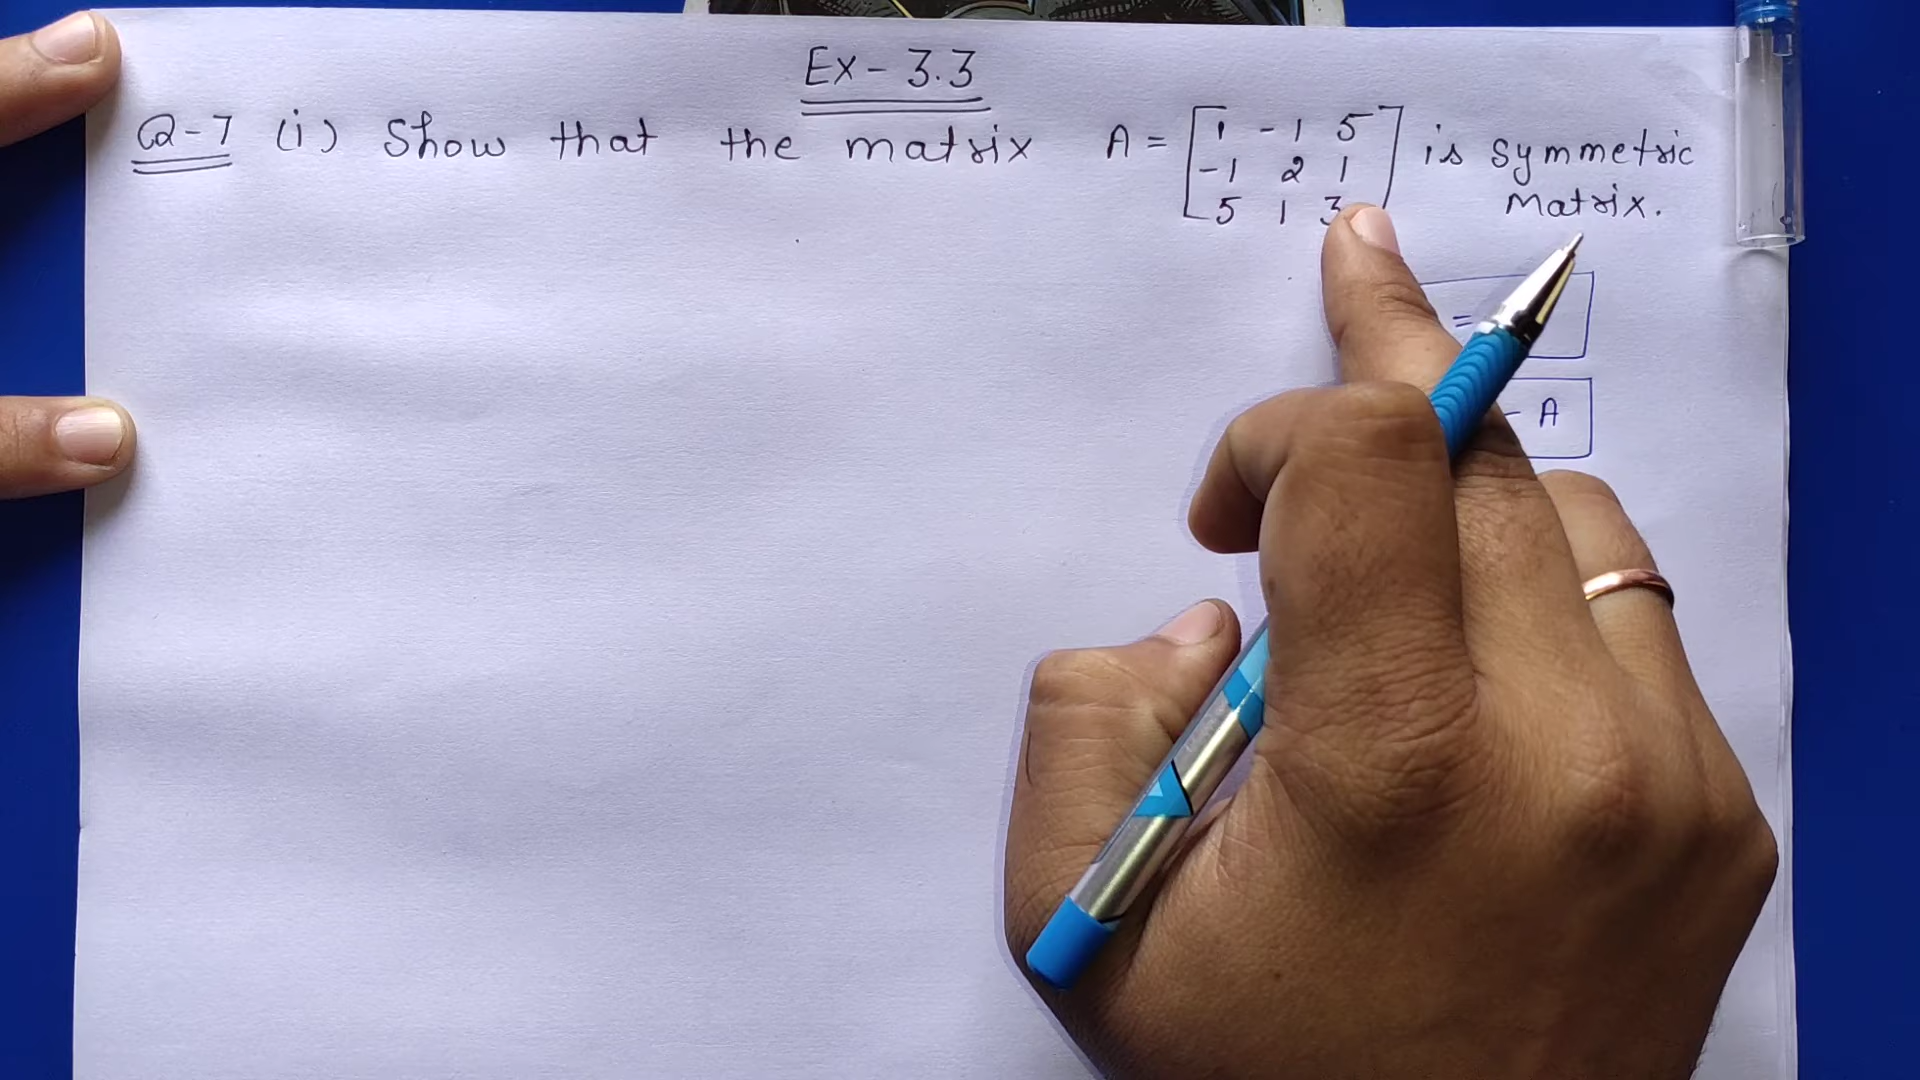 Ex - 3.3
Q-7 (i) Show that the matrix A = [1 -1 5 is symmetric
-1 2 1
5 1 3] Matrix.
=
- A